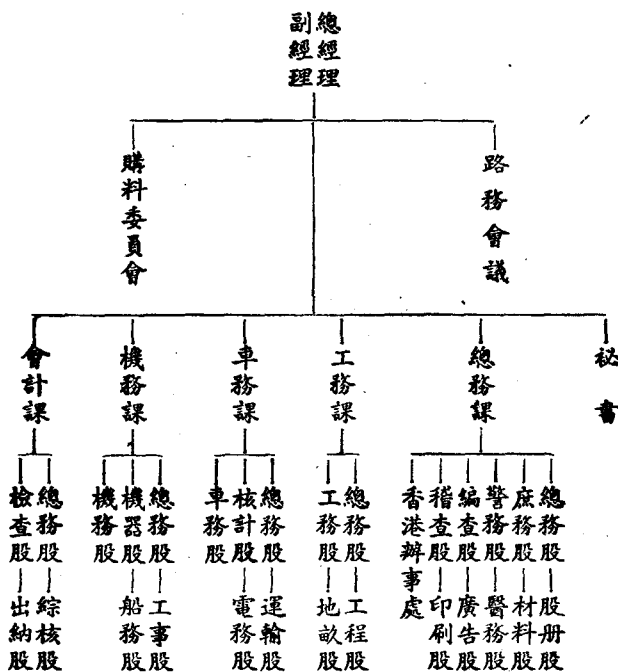 總經理
副經理
路務會議
購料委員會
祕書
總務課
工務課
車務課
機務課
會計課
總務股
股册股
庶務股
材料股
警務股
醫務股
編查股
廣告股
稽查股
印刷股
香港辦事處
總務股
工程股
工務股
地畝股
總務股
運輸股
核計股
電務股
車務股
總務股
工事股
機器股
船務股
機務股
總務股
綜核股
檢查股
出納股